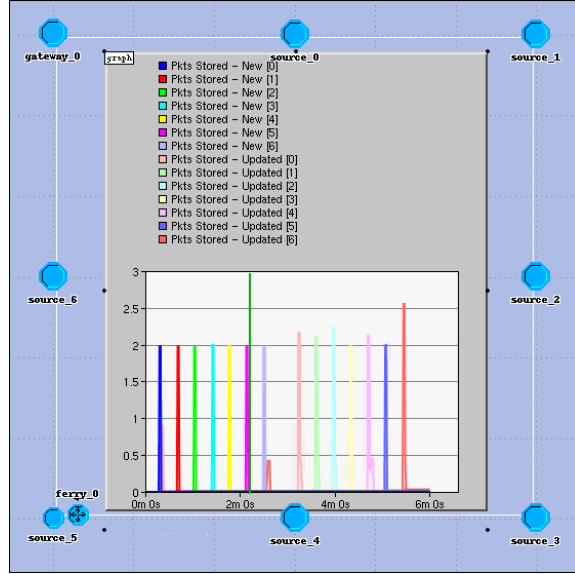 gateway_0
source_0
source_1
graph
Pkts Stored - New [0]
Pkts Stored - New [1]
Pkts Stored - New [2]
Pkts Stored - New [3]
Pkts Stored - New [4]
Pkts Stored - New [5]
Pkts Stored - New [6]
Pkts Stored - Updated [0]
Pkts Stored - Updated [1]
Pkts Stored - Updated [2]
Pkts Stored - Updated [3]
Pkts Stored - Updated [4]
Pkts Stored - Updated [5]
Pkts Stored - Updated [6]
3
2.5
2
1.5
1
0.5
0
0m 0s
2m 0s
4m 0s
6m 0s
source_6
source_2
ferry_0
source_5
source_4
source_3